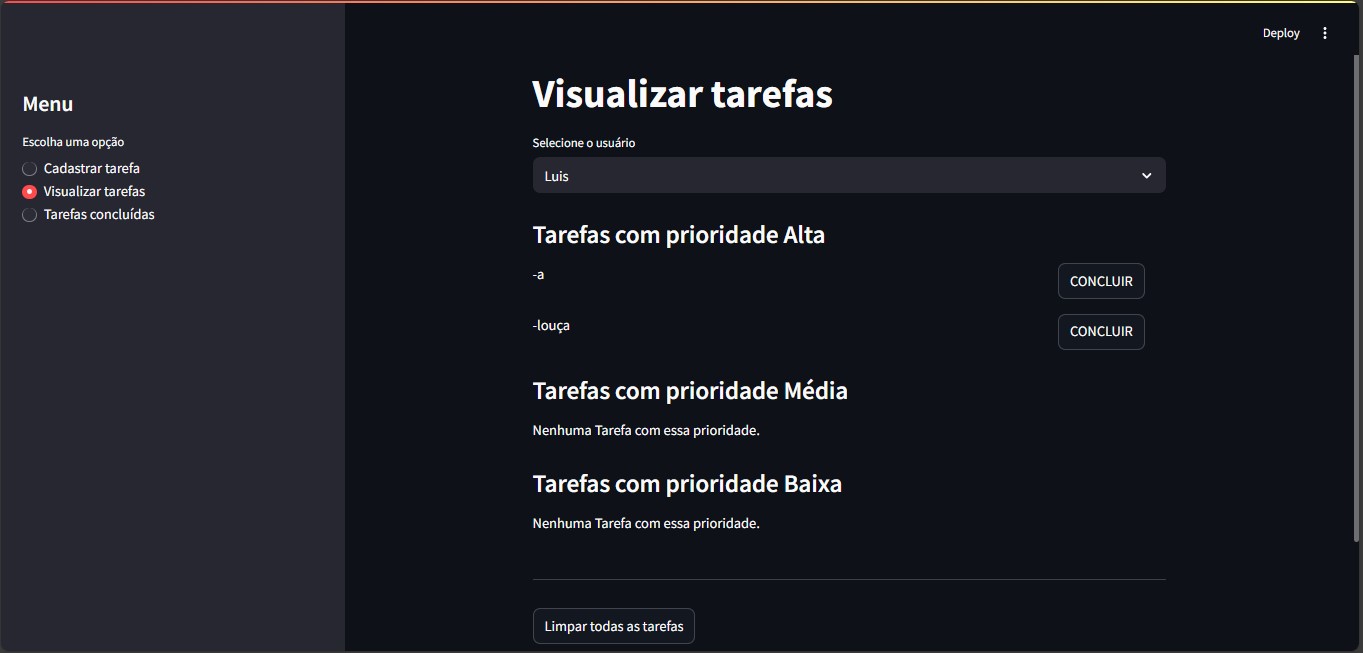 Deploy
Menu
Escolha uma opção
Cadastrar tarefa
Visualizar tarefas
Tarefas concluídas
Visualizar tarefas
Selecione o usuário
Luis
Tarefas com prioridade Alta
-a
CONCLUIR
-louça
CONCLUIR
Tarefas com prioridade Média
Nenhuma Tarefa com essa prioridade.
Tarefas com prioridade Baixa
Nenhuma Tarefa com essa prioridade.
Limpar todas as tarefas